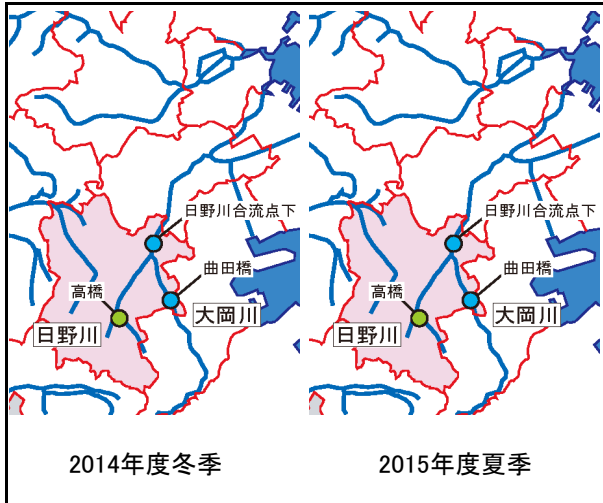 日野川合流点下
曲田橋
高橋
大岡川
日野川
2014年度冬季
日野川合流点下
曲田橋
高橋
大岡川
日野川
2015年度夏季